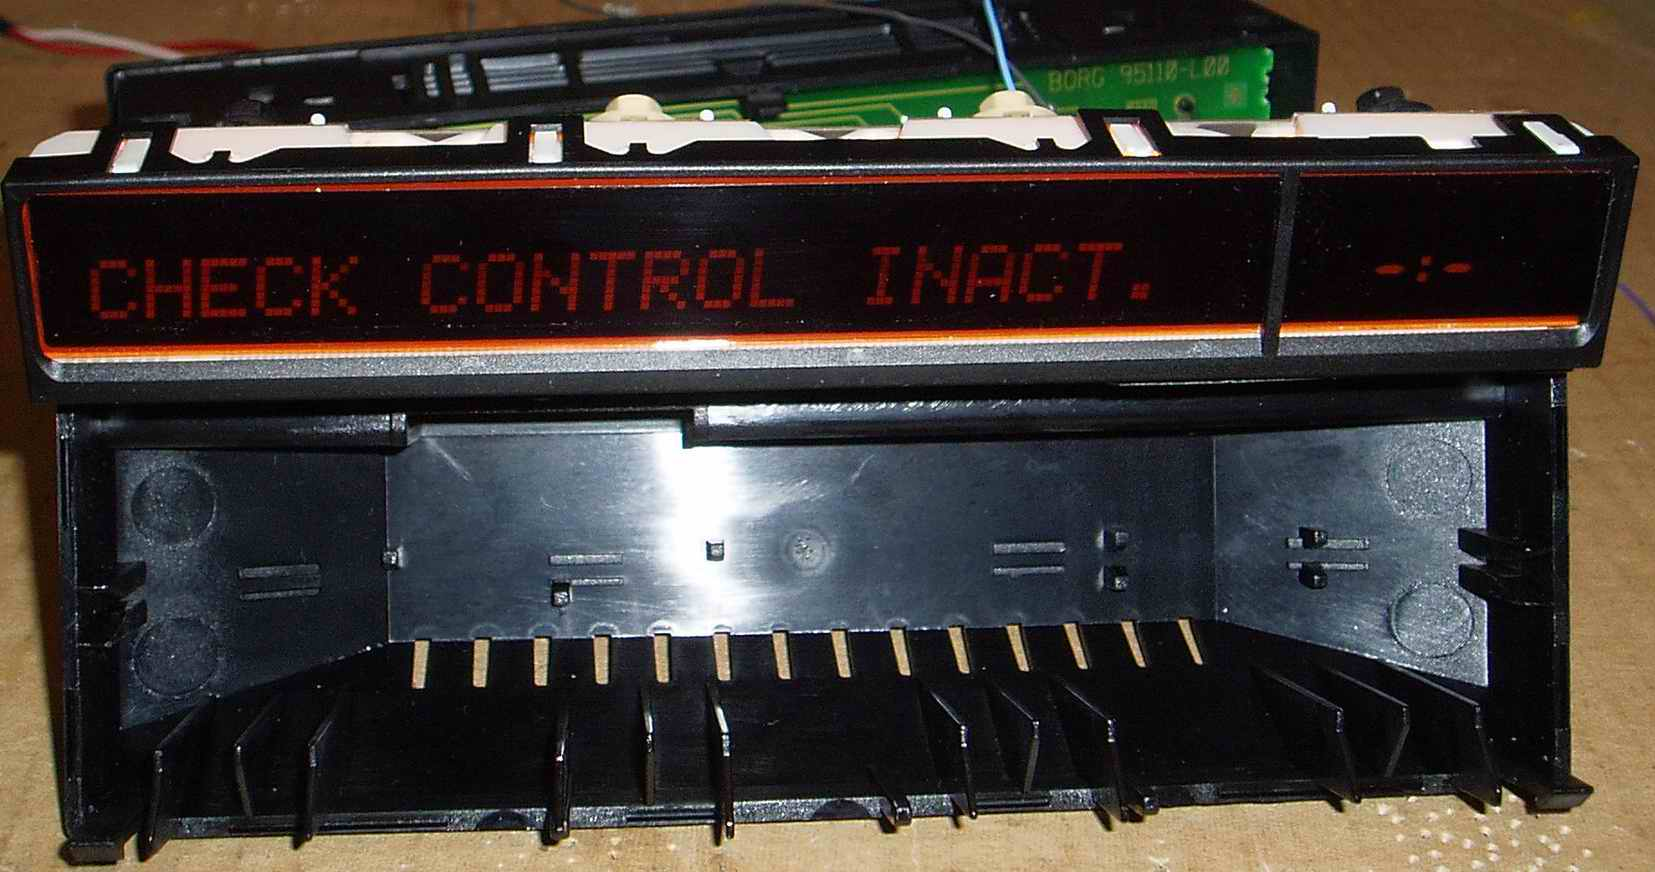 BORG 95110-L00
CHECK CONTROL INACT.
-:-